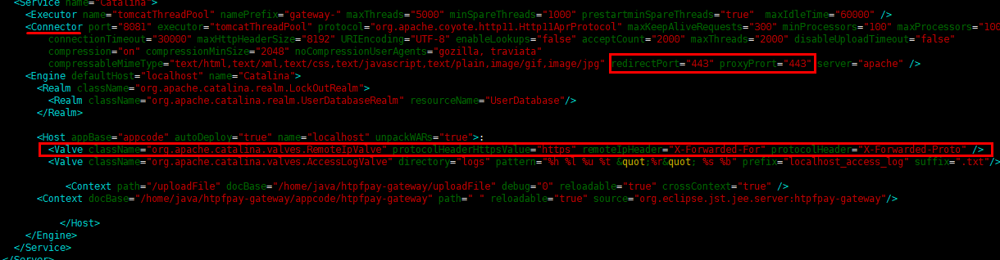 <Service name="Catalina">
<Executor name="tomcatThreadPool" namePrefix="gateway-" maxThreads="5000" minSpareThreads="1000" prestartminSpareThreads="true"  maxIdleTime="60000" />
<Connector port="8081" executor="tomcatThreadPool" protocol="org.apache.coyote.http11.Http11AprProtocol" maxKeepAliveRequests="300" minProcessors="100" maxProcessors="100
connectionTimeout="30000" maxHttpHeaderSize="8192" URIEncoding="UTF-8" enableLookups="false" acceptCount="2000" maxThreads="2000" disableUploadTimeout="false"
compression="on" compressionMinSize="2048" noCompressionUserAgents="gozilla, traviata"
compressableMimeType="text/html,text/xml,text/css,text/javascript,text/plain,image/gif,image/jpg" redirectPort="443" proxyPrort="443" server="apache" />
<Engine defaultHost="localhost" name="Catalina">
<Realm className="org.apache.catalina.realm.LockOutRealm">
<Realm className="org.apache.catalina.realm.UserDatabaseRealm" resourceName="UserDatabase"/>
</Realm>
<Host appBase="appcode" autoDeploy="true" name="localhost" unpackWARs="true">:
<Valve className="org.apache.catalina.valves.RemoteIpValve" protocolHeaderHttpsValue="https" remoteIpHeader="X-Forwarded-For" protocolHeader="X-Forwarded-Proto" />
<Valve className="org.apache.catalina.valves.AccessLogValve" directory="logs" pattern="%h %l %u %t &quot;%r&quot; %s %b" prefix="localhost_access_log" suffix=".txt"/
<Context path="/uploadFile" docBase="/home/java/htpfpay-gateway/uploadFile" debug="0" reloadable="true" crossContext="true" />
<Context docBase="/home/java/htpfpay-gateway/appcode/htpfpay-gateway" path=" " reloadable="true" source="org.eclipse.jst.jee.server:htpfpay-gateway"/>
</Host>
</Engine>
</Service>
</Server>